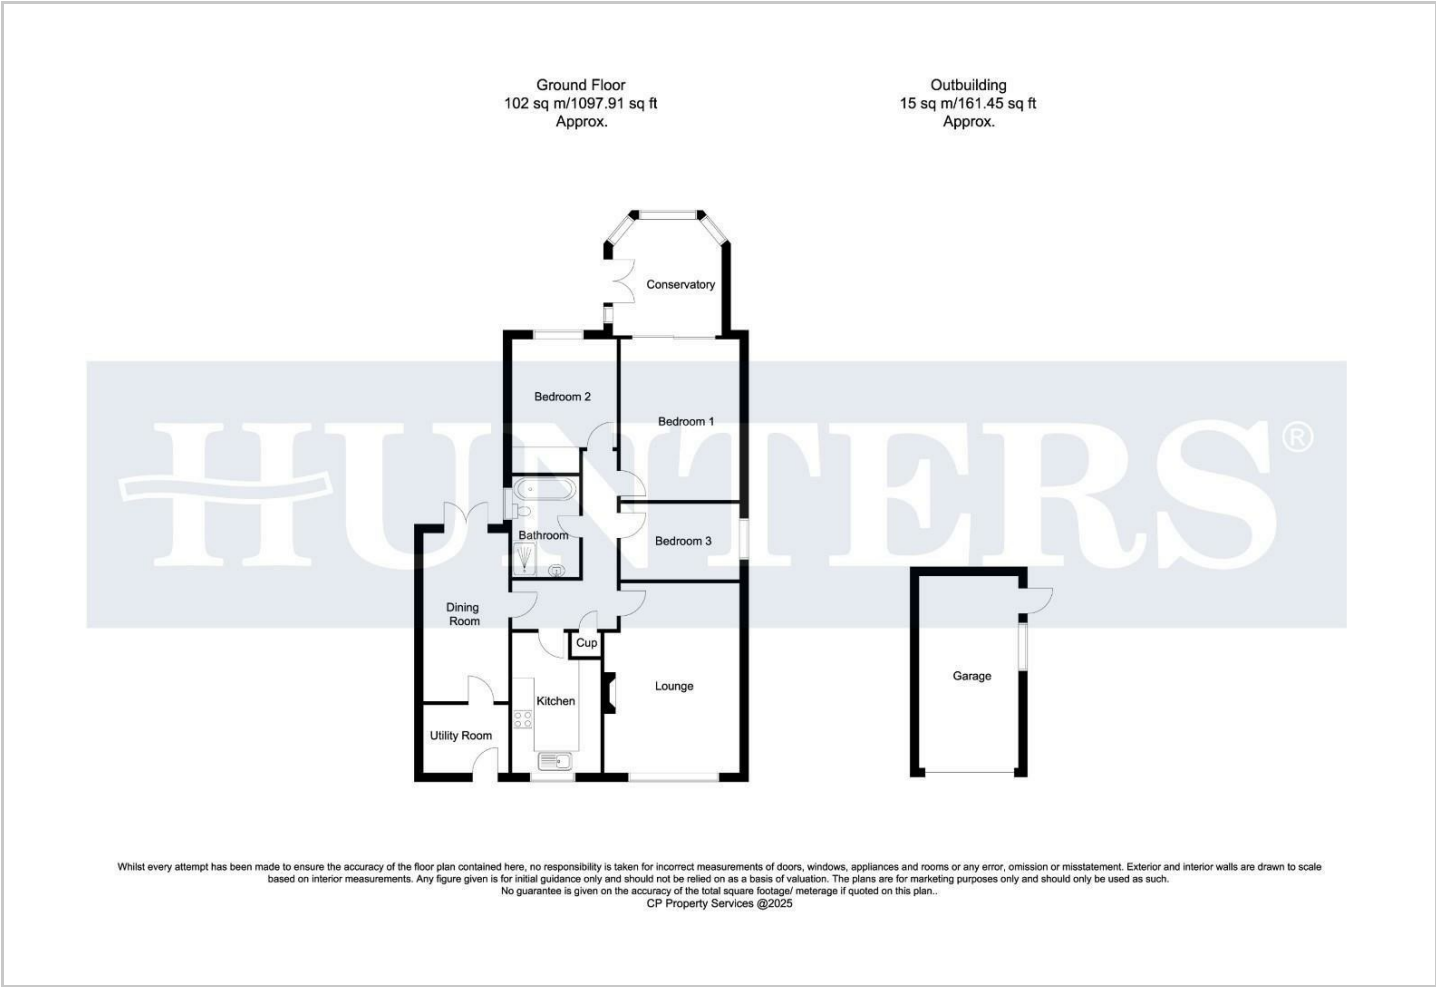 Ground Floor
102 sq m/1097.91 sq ft
Approx.
Outbuilding
15 sq m/161.45 sq ft
Approx.
Conservatory
Bedroom 2
Bedroom 1
HUNTERS®
Bathroom
Bedroom 3
Dining
Room
Cup
Lounge
Kitchen
Utility Room
Garage
Whilst every attempt has been made to ensure the accuracy of the floor plan contained here, no responsibility is taken for incorrect measurements of doors, windows, appliances and rooms or any error, omission or misstatement. Exterior and interior walls are drawn to scale
based on interior measurements. Any figure given is for initial guidance only and should not be relied on as a basis of valuation. The plans are for marketing purposes only and should only be used as such.
No guarantee is given on the accuracy of the total square footage/ meterage if quoted on this plan..
CP Property Services @2025